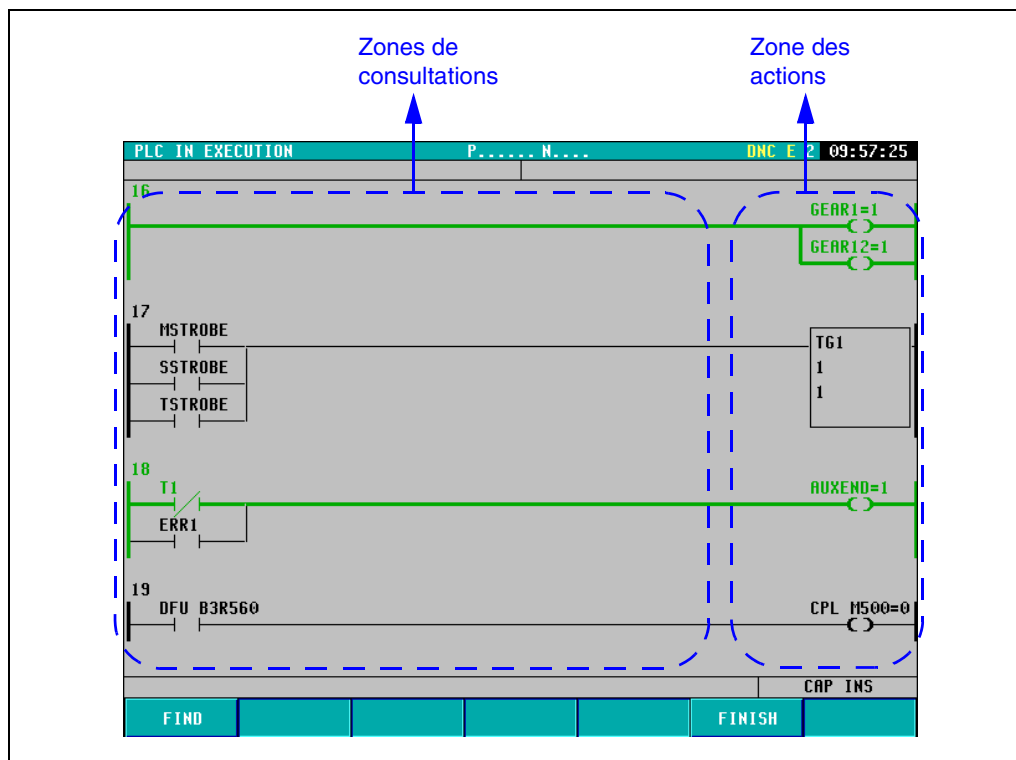 Zones de
consultations
Zone des
actions
PLC IN EXECUTION P...... N.... DNC E 2 09:57:25
16
GEAR1=1
GEAR12=1
17
MSTROBE
SSTROBE
TSTROBE
TG1
1
1
18
T1
AUXEND=1
ERR1
19
DFU B3R560
CPL M500=0
CAP INS
FIND FINISH